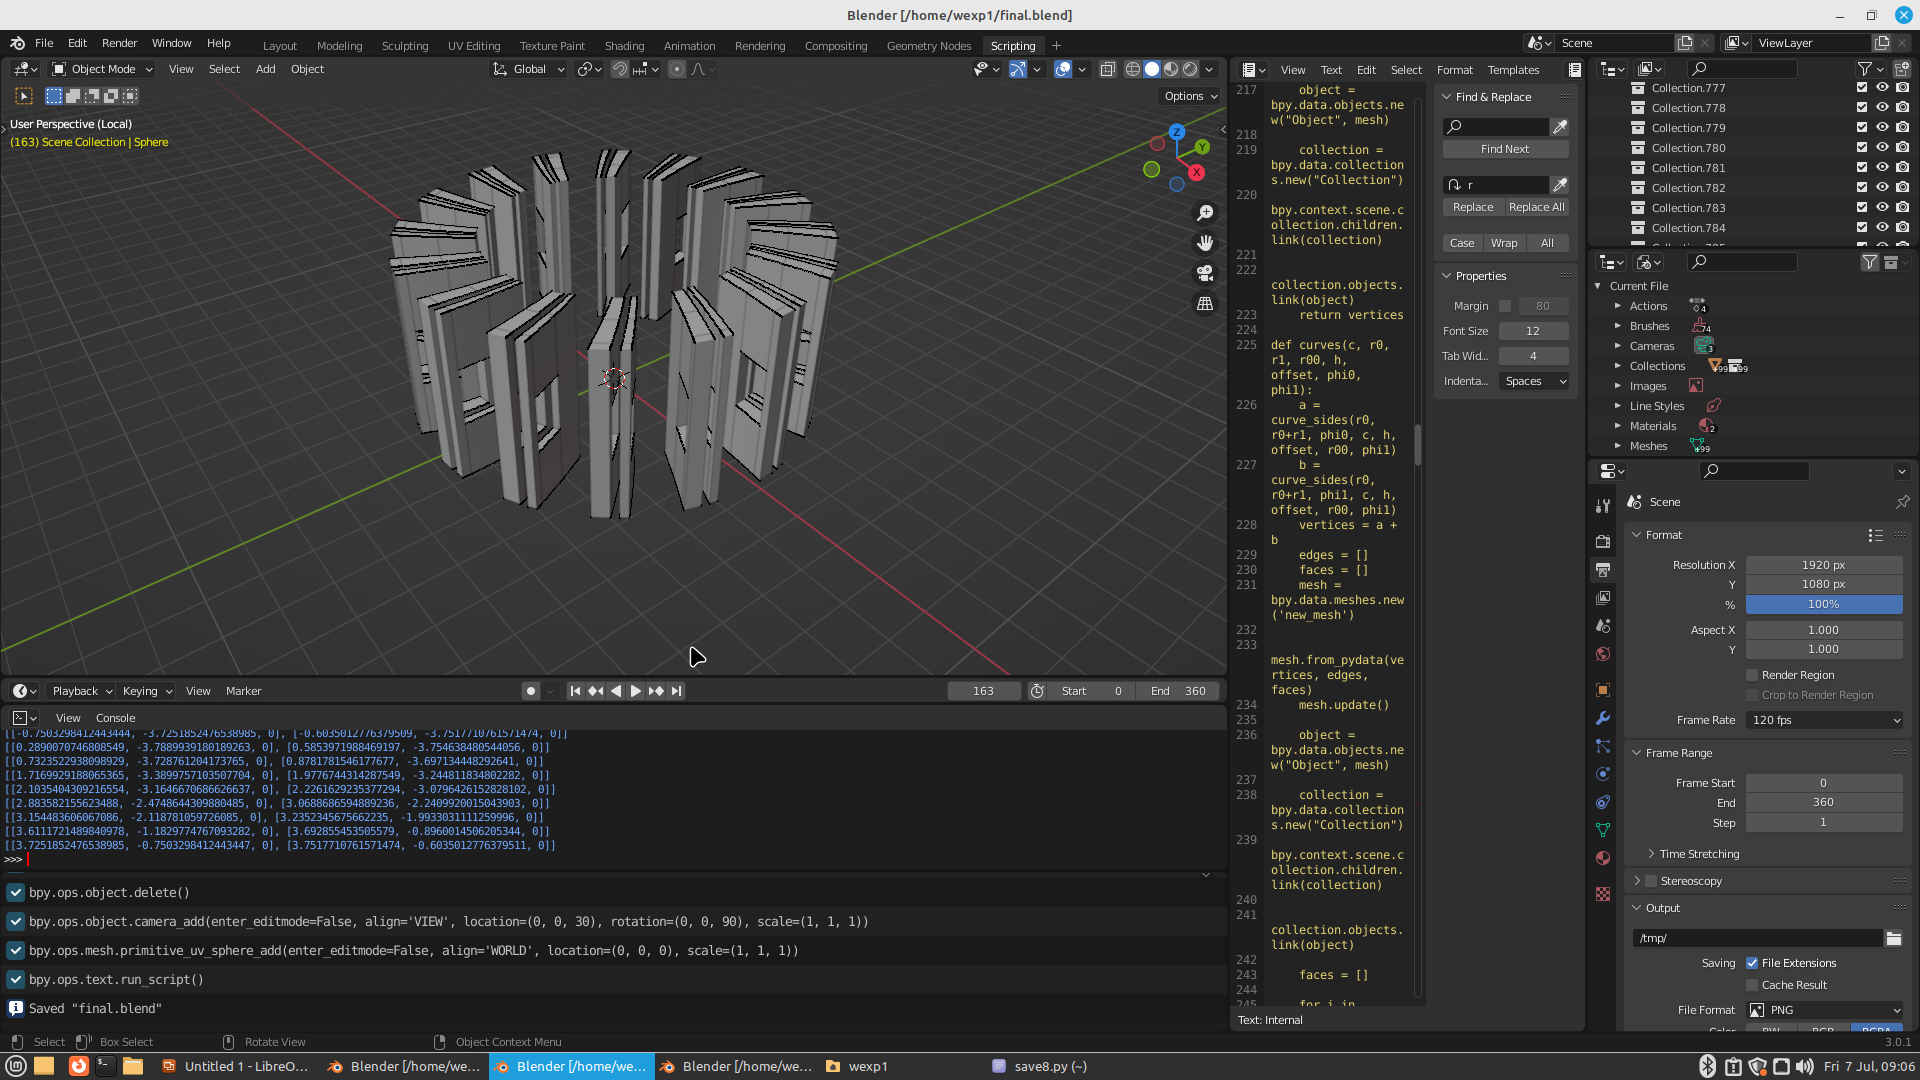 Blender [/home/wexp1/final.blend]
File Edit Render Window Help
Layout Modeling Sculpting UV Editing Texture Paint Shading Animation Rendering Compositing Geometry Nodes Scripting +
Scene
ViewLayer
Object Mode View Select Add Object
Global
Options
User Perspective (Local)
(163) Scene Collection | Sphere
Z
Y
X
Playback Keying View Marker
163
Start 0
End 360
View Console
[[-0.7503298412443444, -3.7251852476538985, 0], [-0.6035012776379509, -3.7517710761571474, 0]]
[[0.2890070746808549, -3.7889939180189263, 0], [0.5853971988469197, -3.754638480544056, 0]]
[[0.7323522938098929, -3.728761204173765, 0], [0.8781781546177677, -3.697134448292641, 0]]
[[1.7169929188065365, -3.3899757103507704, 0], [1.9776744314287549, -3.244811834802282, 0]]
[[2.1035404309216554, -3.1646670686626637, 0], [2.2261629235377294, -3.0796426152828102, 0]]
[[2.883582155623488, -2.4748644309880485, 0], [3.0688686594889236, -2.2409920015043903, 0]]
[[3.154483606067086, -2.118781059726085, 0], [3.2352345675662235, -1.9933031111259996, 0]]
[[3.6111721489840978, -1.1829774767093282, 0], [3.692855453505579, -0.8960014506205344, 0]]
[[3.7251852476538985, -0.7503298412443447, 0], [3.7517710761571474, -0.6035012776379511, 0]]
>>>
bpy.ops.object.delete()
bpy.ops.object.camera_add(enter_editmode=False, align='VIEW', location=(0, 0, 30), rotation=(0, 0, 90), scale=(1, 1, 1))
bpy.ops.mesh.primitive_uv_sphere_add(enter_editmode=False, align='WORLD', location=(0, 0, 0), scale=(1, 1, 1))
bpy.ops.text.run_script()
Saved "final.blend"
View Text Edit Select Format Templates
217 object =
bpy.data.objects.ne
w("Object", mesh)
218
219 collection =
bpy.data.collection
s.new("Collection")
220
bpy.context.scene.c
ollection.children.
link(collection)
221
222
collection.objects.
link(object)
223 return vertices
224
225 def curves(c, r0,
r1, r00, h,
offset, phi0,
phi1):
226 a =
curve_sides(r0,
r0+r1, phi0, c, h,
offset, r00, phi1)
227 b =
curve_sides(r0,
r0+r1, phi1, c, h,
offset, r00, phi1)
228 vertices = a +
b
229 edges = []
230 faces = []
231 mesh =
bpy.data.meshes.new
('new_mesh')
232
233
mesh.from_pydata(ve
rtices, edges,
faces)
234 mesh.update()
235
236 object =
bpy.data.objects.ne
w("Object", mesh)
237
238 collection =
bpy.data.collection
s.new("Collection")
239
bpy.context.scene.c
ollection.children.
link(collection)
240
241
collection.objects.
link(object)
242
243 faces = []
244
245 for i in
Text: Internal
Find & Replace
Find Next
r
Replace Replace All
Case Wrap All
Properties
Margin 80
Font Size 12
Tab Wid... 4
Indenta... Spaces
Collection.777
Collection.778
Collection.779
Collection.780
Collection.781
Collection.782
Collection.783
Collection.784
Current File
Actions 4
Brushes 74
Cameras 3
Collections +99 +99
Images
Line Styles
Materials 2
Meshes +99
Scene
Format
Resolution X 1920 px
Y 1080 px
% 100%
Aspect X 1.000
Y 1.000
Render Region
Crop to Render Region
Frame Rate 120 fps
Frame Range
Frame Start 0
End 360
Step 1
Time Stretching
Stereoscopy
Output
/tmp/
Saving File Extensions
Cache Result
File Format PNG
Color BW RGB RGBA
Select Box Select Rotate View Object Context Menu
3.0.1
Untitled 1 - LibreO... Blender [/home/we... Blender [/home/we... Blender [/home/we... wexp1 save8.py (~)
Fri 7 Jul, 09:06